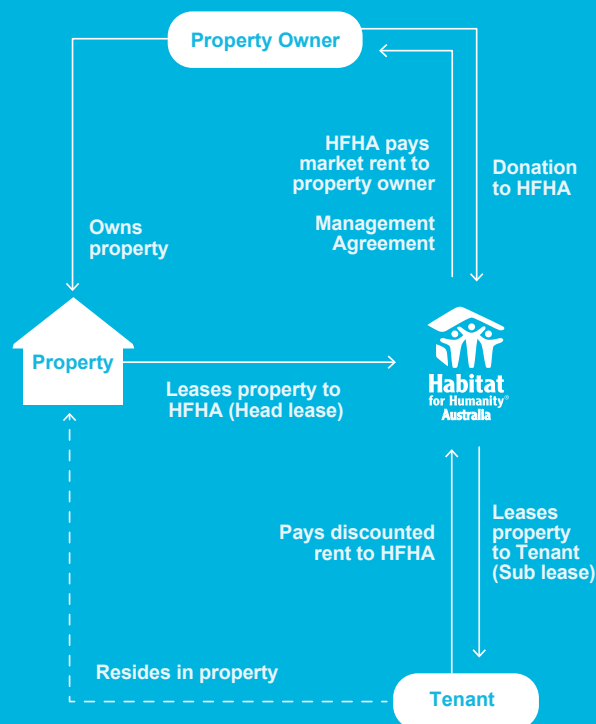 Property Owner
HFHA pays
market rent to
property owner
Management
Agreement
Donation
to HFHA
Owns
property
Property
Leases property to
HFHA (Head lease)
Habitat
for Humanity®
Australia
Pays discounted
rent to HFHA
Leases
property
to Tenant
(Sub lease)
Resides in property
Tenant